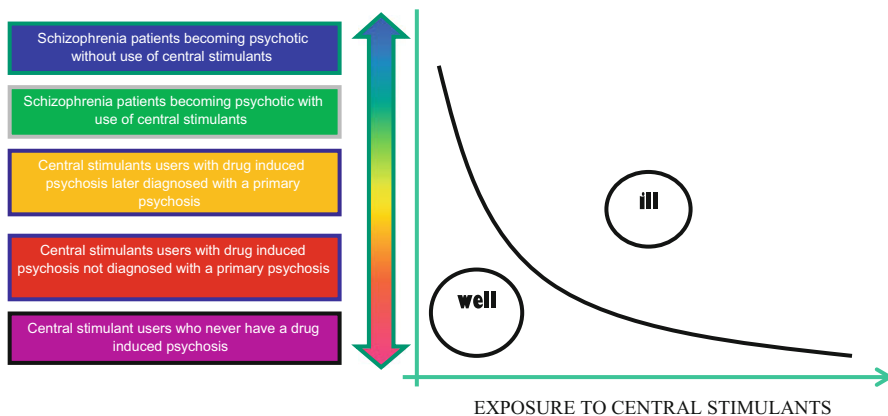 Schizophrenia patients becoming psychotic
without use of central stimulants
Schizophrenia patients becoming psychotic with
use of central stimulants
Central stimulants users with drug induced
psychosis later diagnosed with a primary
psychosis
Central stimulants users with drug induced
psychosis not diagnosed with a primary psychosis
Central stimulant users who never have a drug
induced psychosis
ill
well
EXPOSURE TO CENTRAL STIMULANTS